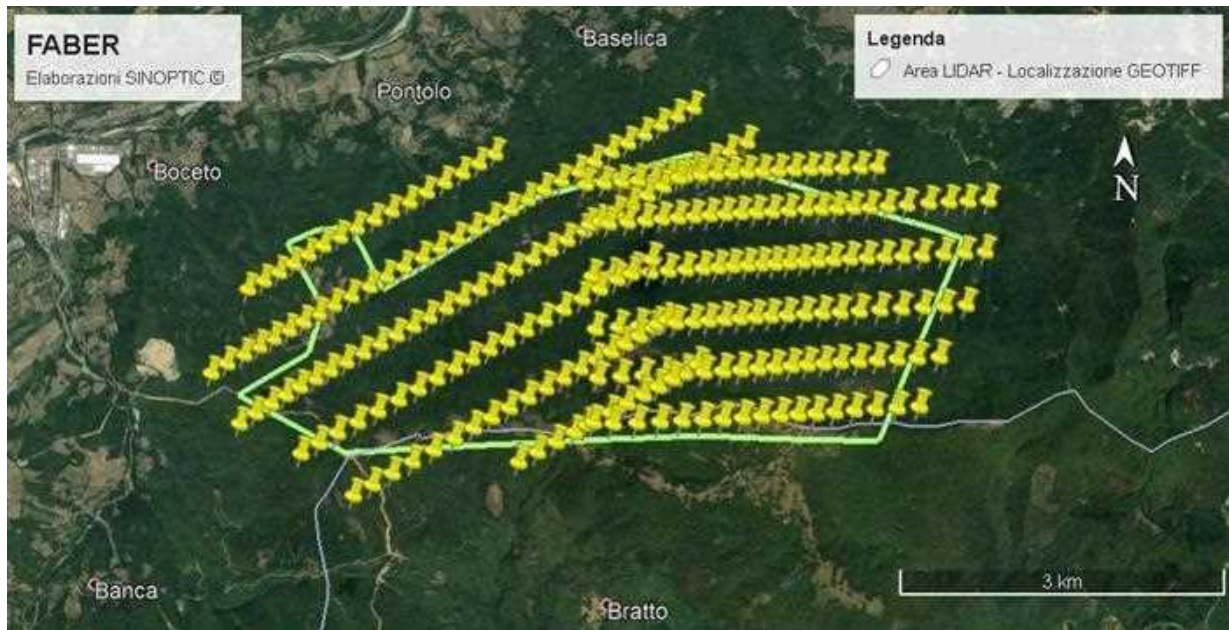 FABER
Elaborazioni SINOPTIC ©
Baselica
Legenda
Area LIDAR - Localizzazione GEOTIFF
Pontolo
Boceto
N
Banca
Bratto
3 km